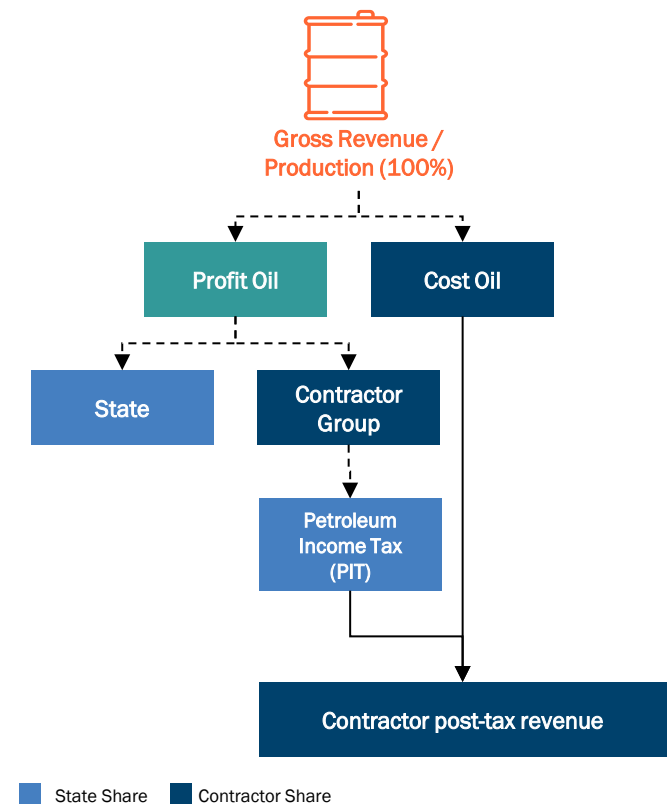 Gross Revenue /
Production (100%)
Profit Oil
Cost Oil
State
Contractor
Group
Petroleum
Income Tax
(PIT)
Contractor post-tax revenue
State Share
Contractor Share